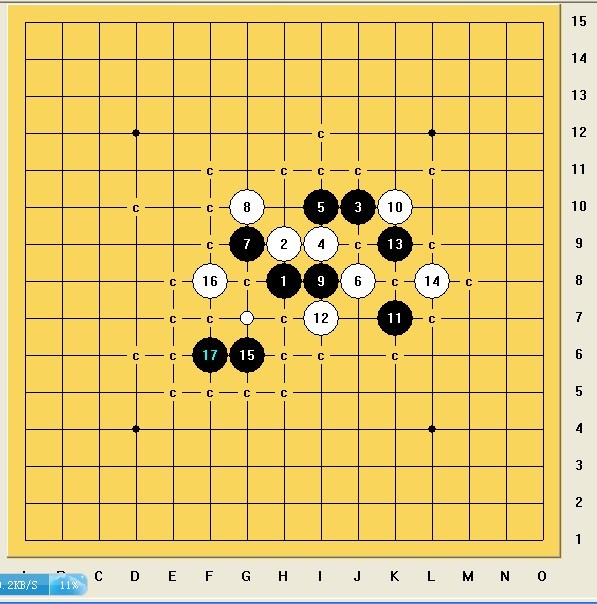 15
14
13
c 12
c c c c c 11
c c 8 5 3 10 10
c 7 2 4 c 13 c 9
c 16 c 1 9 6 c 14 c 8
c c c 12 11 c 7
c c 17 15 c c c 6
c c c c 5
4
3
2
1
C D E F G H I J K L M N O
.2KB/S 11%